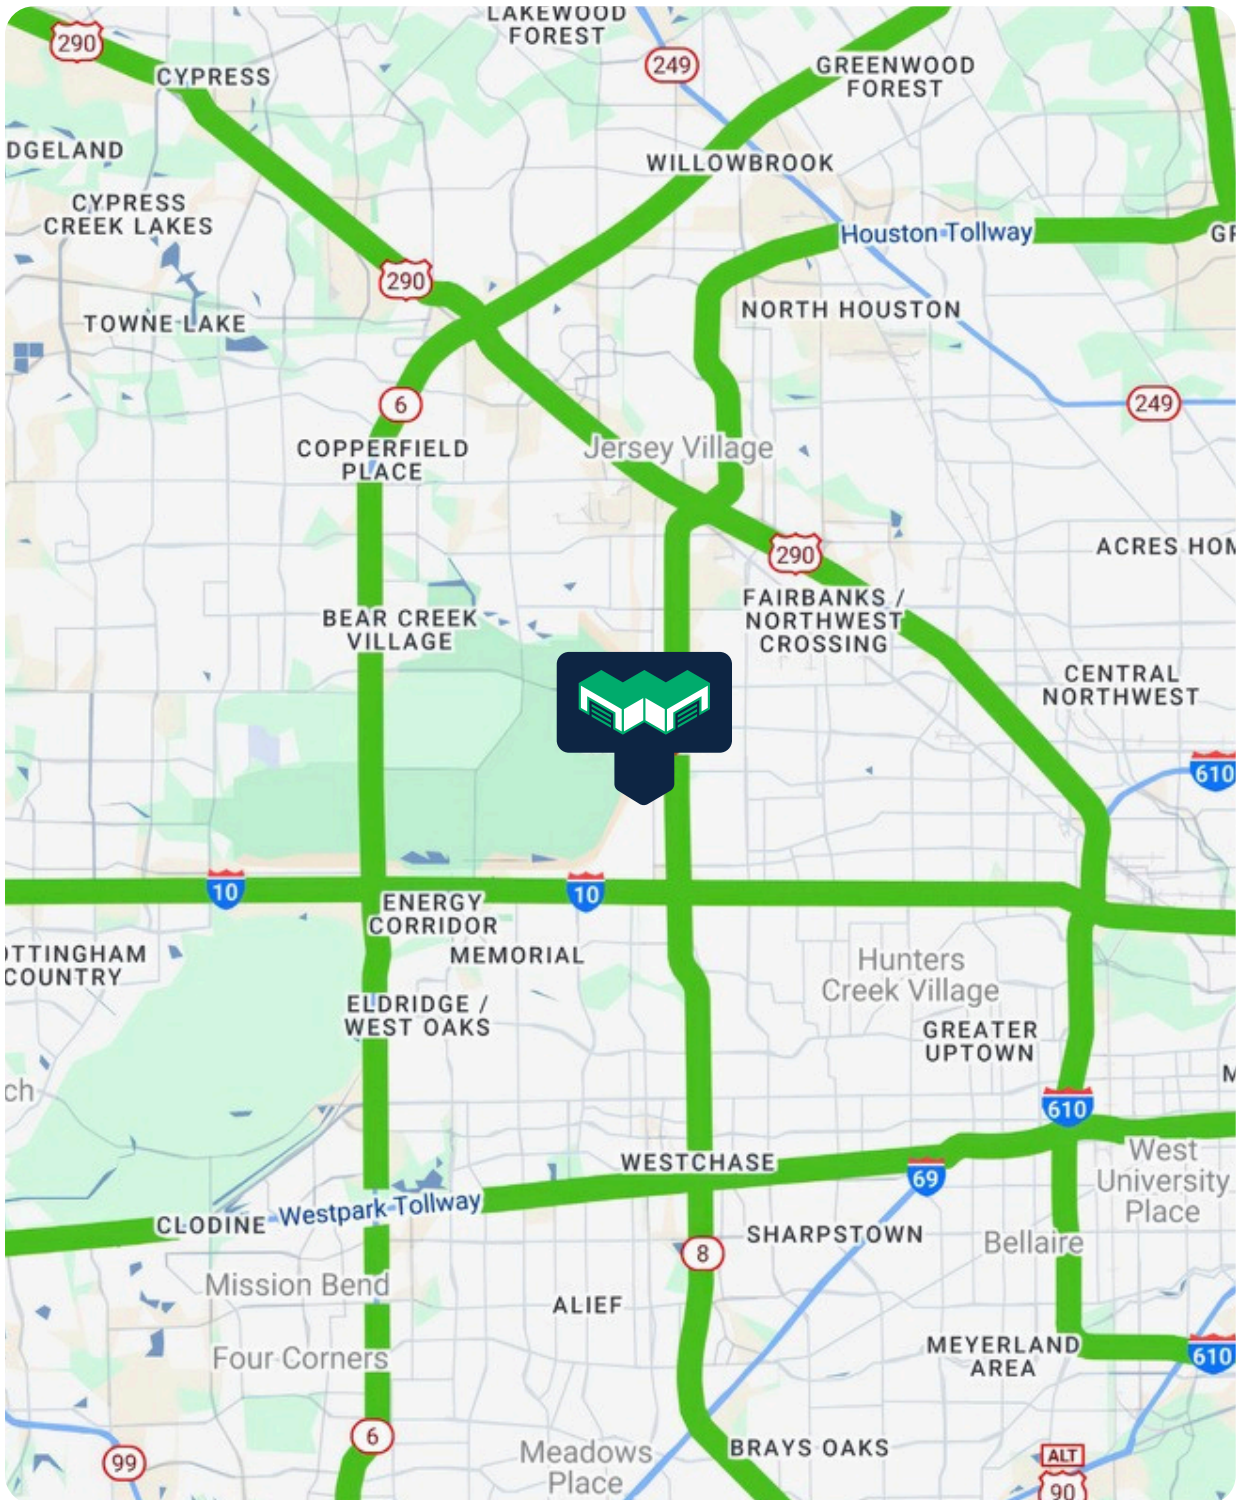 LAKEWOOD
FOREST
290
CYPRESS
249
GREENWOOD
FOREST
DGELAND
WILLOWBROOK
CYPRESS
CREEK LAKES
Houston Tollway
GR
290
TOWNE LAKE
NORTH HOUSTON
6
249
COPPERFIELD
PLACE
Jersey Village
290
ACRES HOM
BEAR CREEK
VILLAGE
FAIRBANKS /
NORTHWEST
CROSSING
CENTRAL
NORTHWEST
610
10
10
ENERGY
CORRIDOR
OTTINGHAM
COUNTRY
MEMORIAL
Hunters
Creek Village
ELDRIDGE /
WEST OAKS
GREATER
UPTOWN
ch
M
610
WESTCHASE
69
West
University
Place
CLODINE
Westpark Tollway
SHARPSTOWN
Bellaire
8
Mission Bend
ALIEF
Four Corners
MEYERLAND
AREA
610
6
99
Meadows
Place
BRAYS OAKS
ALT
90